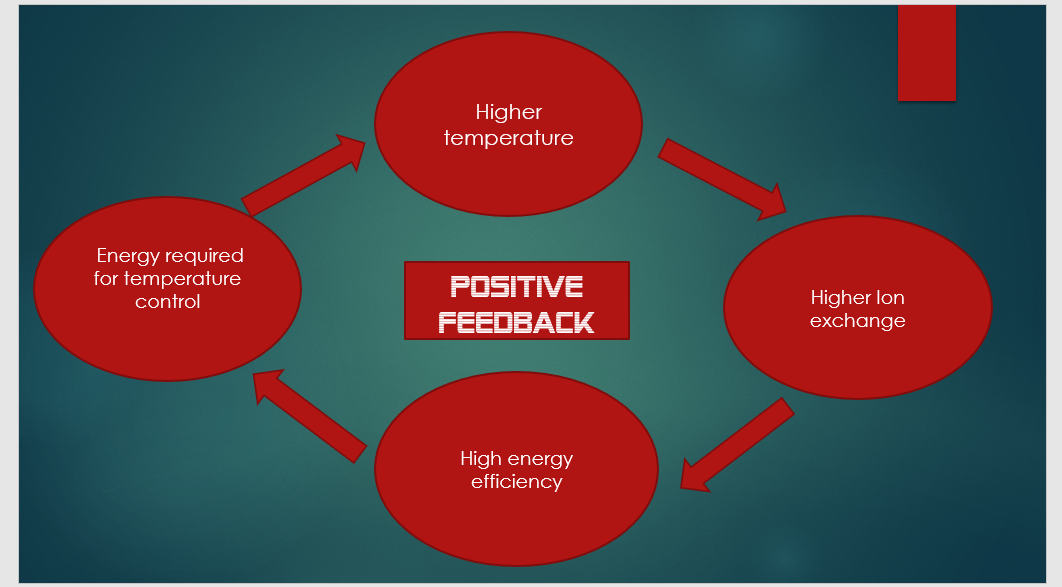 Higher
temperature
Energy required
for temperature
control
POSITIVE
FEEDBACK
Higher Ion
exchange
High energy
efficiency